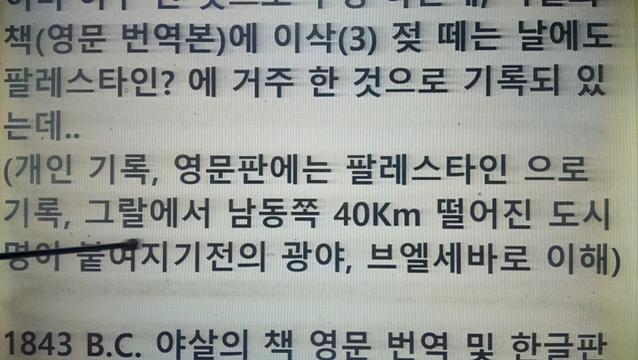 책(영문 번역본)에 이삭(3) 젖 떼는 날에도
팔레스타인? 에 거주 한 것으로 기록되 있
는데..
(개인 기록, 영문판에는 팔레스타인 으로
기록, 그랄에서 남동쪽 40Km 떨어진 도시
명이 붙여지기전의 광야, 브엘세바로 이해)
1843 B.C. 야살의 책 영문 번역 및 한글판